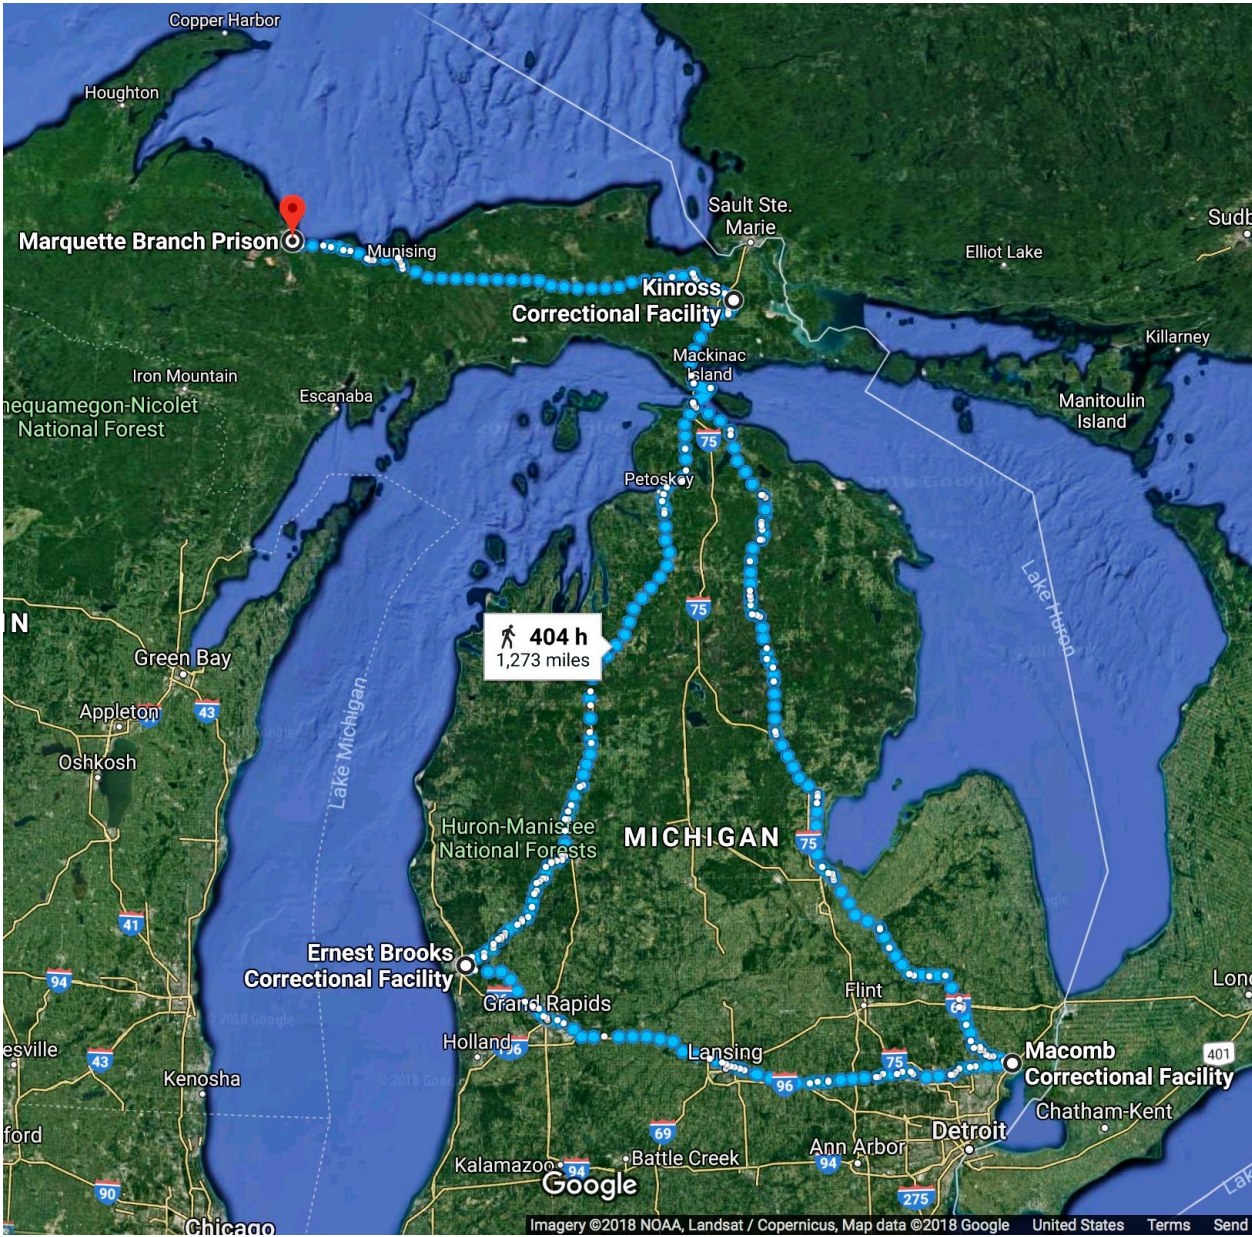 Copper Harbor
Houghton
Sault Ste.
Marie
Marquette Branch Prison
Munising
Elliot Lake
Kinross
Correctional Facility
Killarney
Mackinac
Island
Iron Mountain
Escanaba
Manitoulin
Island
National Forest
75
Petoskey
Lake Huron
75
404 h
1,273 miles
Green Bay
Appleton
43
Oshkosh
Lake Michigan
Huron-Manistee
National Forests
MICHIGAN
75
41
Ernest Brooks
Correctional Facility
94
Flint
Grand Rapids
69
Holland
Lansing
Macomb
Correctional Facility
401
43
75
96
Kenosha
Chatham-Kent
69
Detroit
Ann Arbor
94
Kalamazoo
94
Battle Creek
Google
90
275
Chicago
Imagery ©2018 NOAA, Landsat / Copernicus, Map data ©2018 Google United States Terms Send